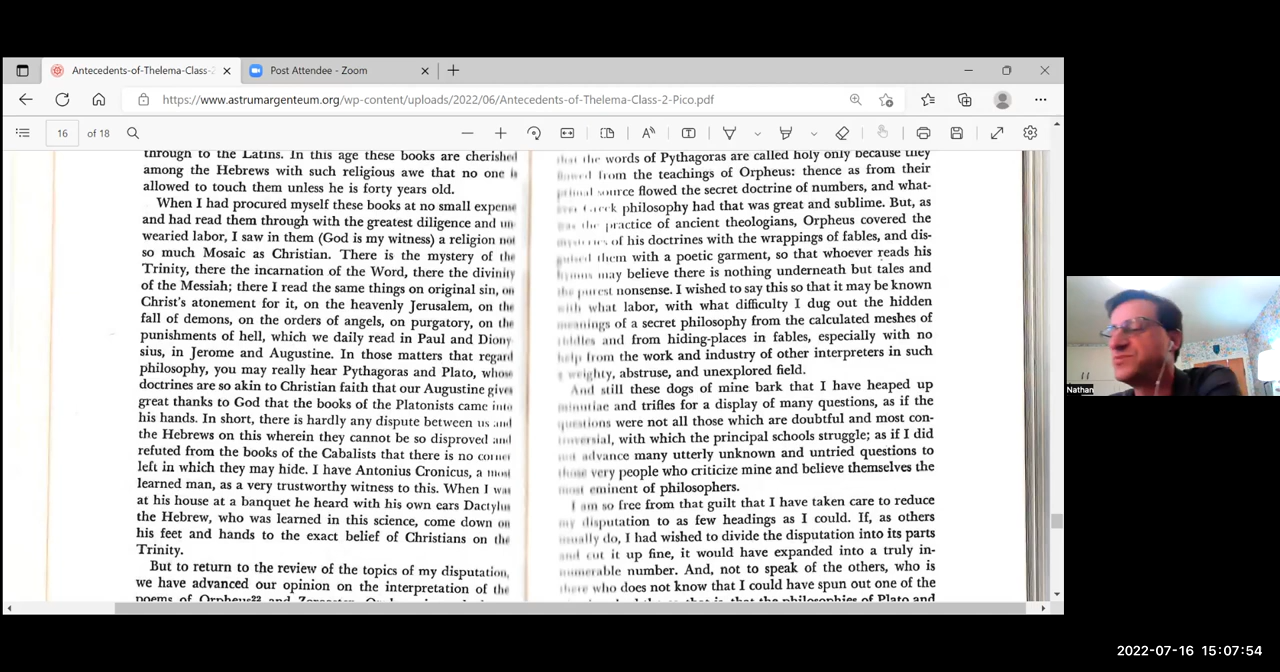 Antecedents-of-Thelema-Class-2
Post Attendee - Zoom
https://www.astrumargenteum.org/wp-content/uploads/2022/06/Antecedents-of-Thelema-Class-2-Pico.pdf
16 of 18
through to the Latins. In this age these books are cherished
among the Hebrews with such religious awe that no one is
allowed to touch them unless he is forty years old.
When I had procured myself these books at no small expense
and had read them through with the greatest diligence and un
wearied labor, I saw in them (God is my witness) a religion not
so much Mosaic as Christian. There is the mystery of the
Trinity, there the incarnation of the Word, there the divinity
of the Messiah; there I read the same things on original sin, on
Christ's atonement for it, on the heavenly Jerusalem, on the
fall of demons, on the orders of angels, on purgatory, on the
punishments of hell, which we daily read in Paul and Diony
sius, in Jerome and Augustine. In those matters that regard
philosophy, you may really hear Pythagoras and Plato, whose
doctrines are so akin to Christian faith that our Augustine gives
great thanks to God that the books of the Platonists came into
his hands. In short, there is hardly any dispute between us and
the Hebrews on this wherein they cannot be so disproved and
refuted from the books of the Cabalists that there is no corner
left in which they may hide. I have Antonius Cronicus, a most
learned man, as a very trustworthy witness to this. When I was
at his house at a banquet he heard with his own ears Dactylus
the Hebrew, who was learned in this science, come down on
his feet and hands to the exact belief of Christians on the
Trinity.
But to return to the review of the topics of my disputation,
we have advanced our opinion on the interpretation of the
poems of Orpheus22 and Zoroaster.
that the words of Pythagoras are called holy only because they
flowed from the teachings of Orpheus: thence as from their
primal source flowed the secret doctrine of numbers, and what-
ever Greek philosophy had that was great and sublime. But, as
was the practice of ancient theologians, Orpheus covered the
mysteries of his doctrines with the wrappings of fables, and dis-
guised them with a poetic garment, so that whoever reads his
hymns may believe there is nothing underneath but tales and
the purest nonsense. I wished to say this so that it may be known
with what labor, with what difficulty I dug out the hidden
meanings of a secret philosophy from the calculated meshes of
riddles and from hiding-places in fables, especially with no
help from the work and industry of other interpreters in such
a weighty, abstruse, and unexplored field.
And still these dogs of mine bark that I have heaped up
minutiae and trifles for a display of many questions, as if the
questions were not all those which are doubtful and most con-
troversial, with which the principal schools struggle; as if I did
not advance many utterly unknown and untried questions to
those very people who criticize mine and believe themselves the
most eminent of philosophers.
I am so free from that guilt that I have taken care to reduce
my disputation to as few headings as I could. If, as others
usually do, I had wished to divide the disputation into its parts
and cut it up fine, it would have expanded into a truly in-
numerable number. And, not to speak of the others, who is
there who does not know that I could have spun out one of the
that is, that the philosophies of Plato and
Nathan
2022-07-16 15:07:54